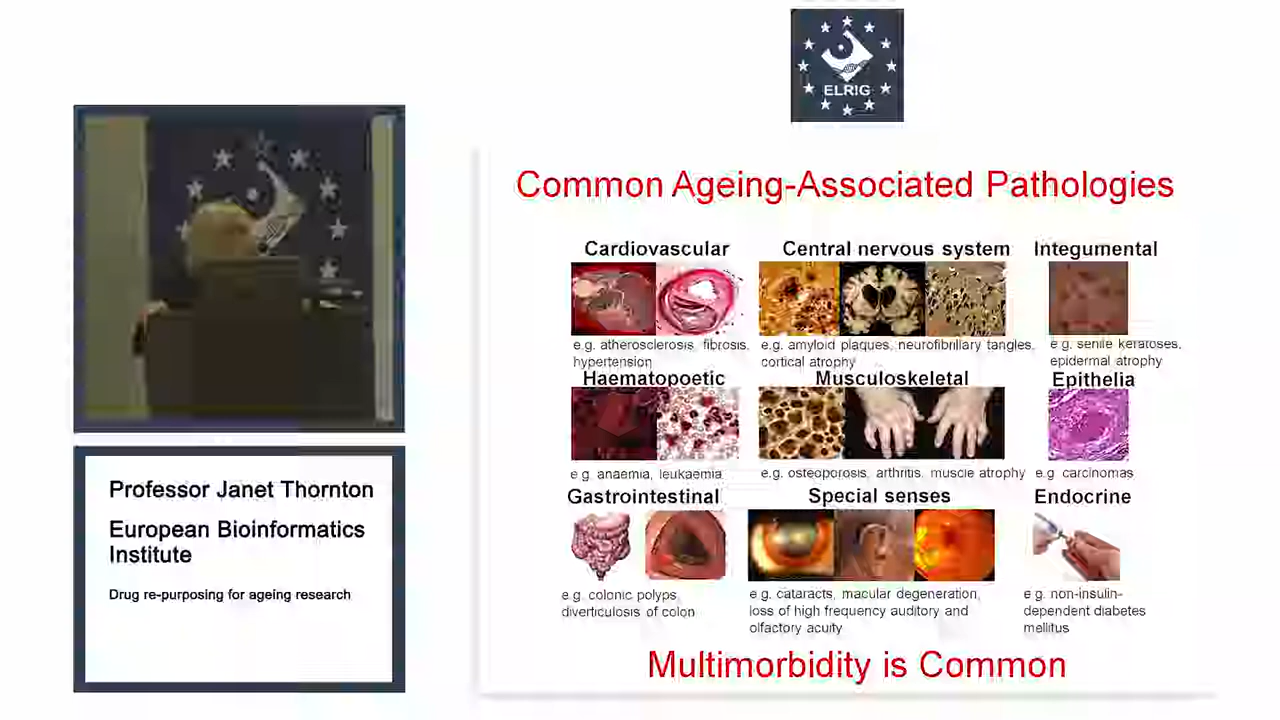 ELRIG
Common Ageing-Associated Pathologies
Cardiovascular
e.g. atherosclerosis, fibrosis,
hypertension
Central nervous system
e.g. amyloid plaques, neurofibrillary tangles,
cortical atrophy
Integumental
e.g. senile keratoses,
epidermal atrophy
Haematopoetic
e.g. anaemia, leukaemia
Musculoskeletal
e.g. osteoporosis, arthritis, muscle atrophy
Epithelia
e.g. carcinomas
Gastrointestinal
e.g. colonic polyps,
diverticulosis of colon
Special senses
e.g. cataracts, macular degeneration,
loss of high frequency auditory and
olfactory acuity
Endocrine
e.g. non-insulin-
dependent diabetes
mellitus
Multimorbidity is Common
Professor Janet Thornton
European Bioinformatics
Institute
Drug re-purposing for ageing research